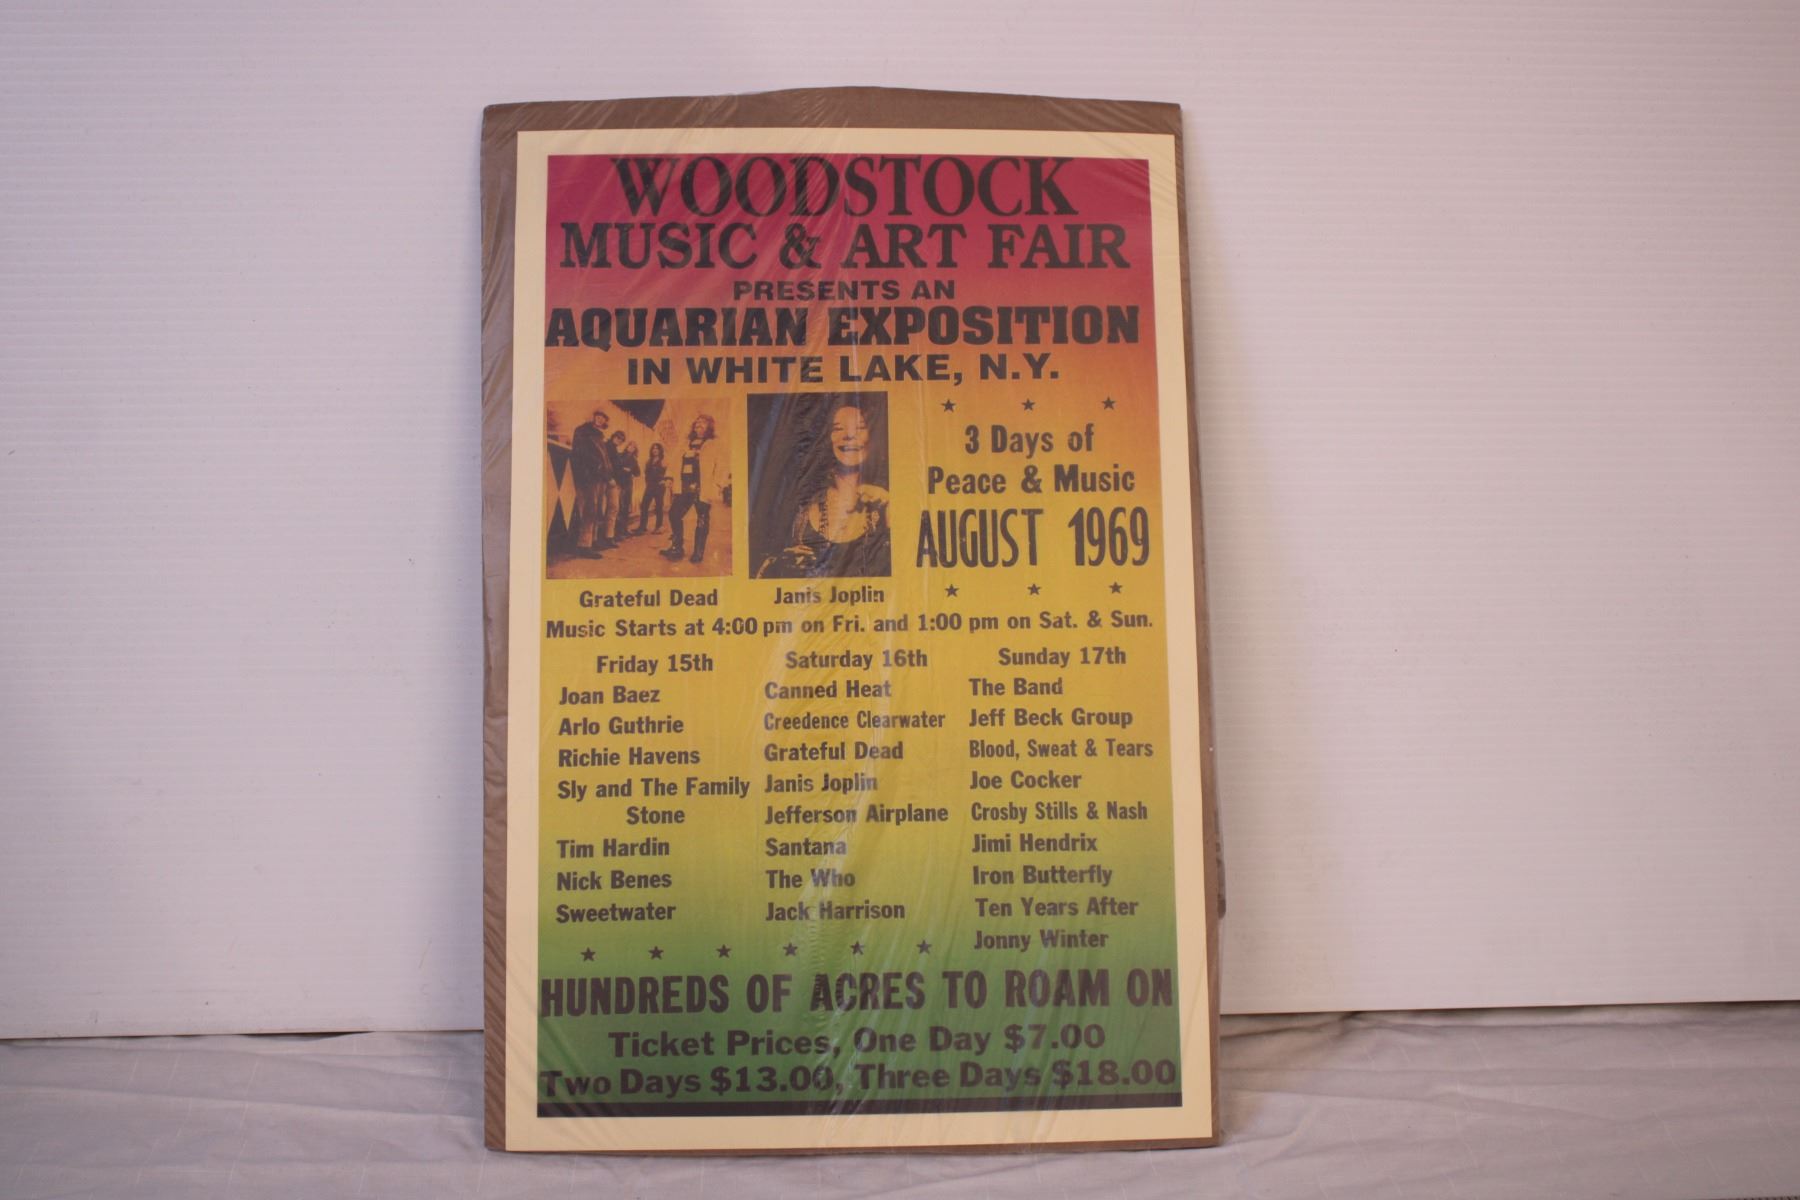 WOODSTOCK
MUSIC & ART FAIR
PRESENTS AN
AQUARIAN EXPOSITION
IN WHITE LAKE, N.Y.
3 Days of
Peace & Music
AUGUST 1969
Grateful Dead
Janis Joplin
Music Starts at 4:00 pm on Fri. and 1:00 pm on Sat. & Sun.
Friday 15th
Joan Baez
Arlo Guthrie
Richie Havens
Sly and The Family
Stone
Tim Hardin
Nick Benes
Sweetwater
Saturday 16th
Canned Heat
Creedence Clearwater
Grateful Dead
Janis Joplin
Jefferson Airplane
Santana
The Who
Jack Harrison
Sunday 17th
The Band
Jeff Beck Group
Blood, Sweat & Tears
Joe Cocker
Crosby Stills & Nash
Jimi Hendrix
Iron Butterfly
Ten Years After
Jonny Winter
HUNDREDS OF ACRES TO ROAM ON
Ticket Prices, One Day $7.00
Two Days $13.00, Three Days $18.00